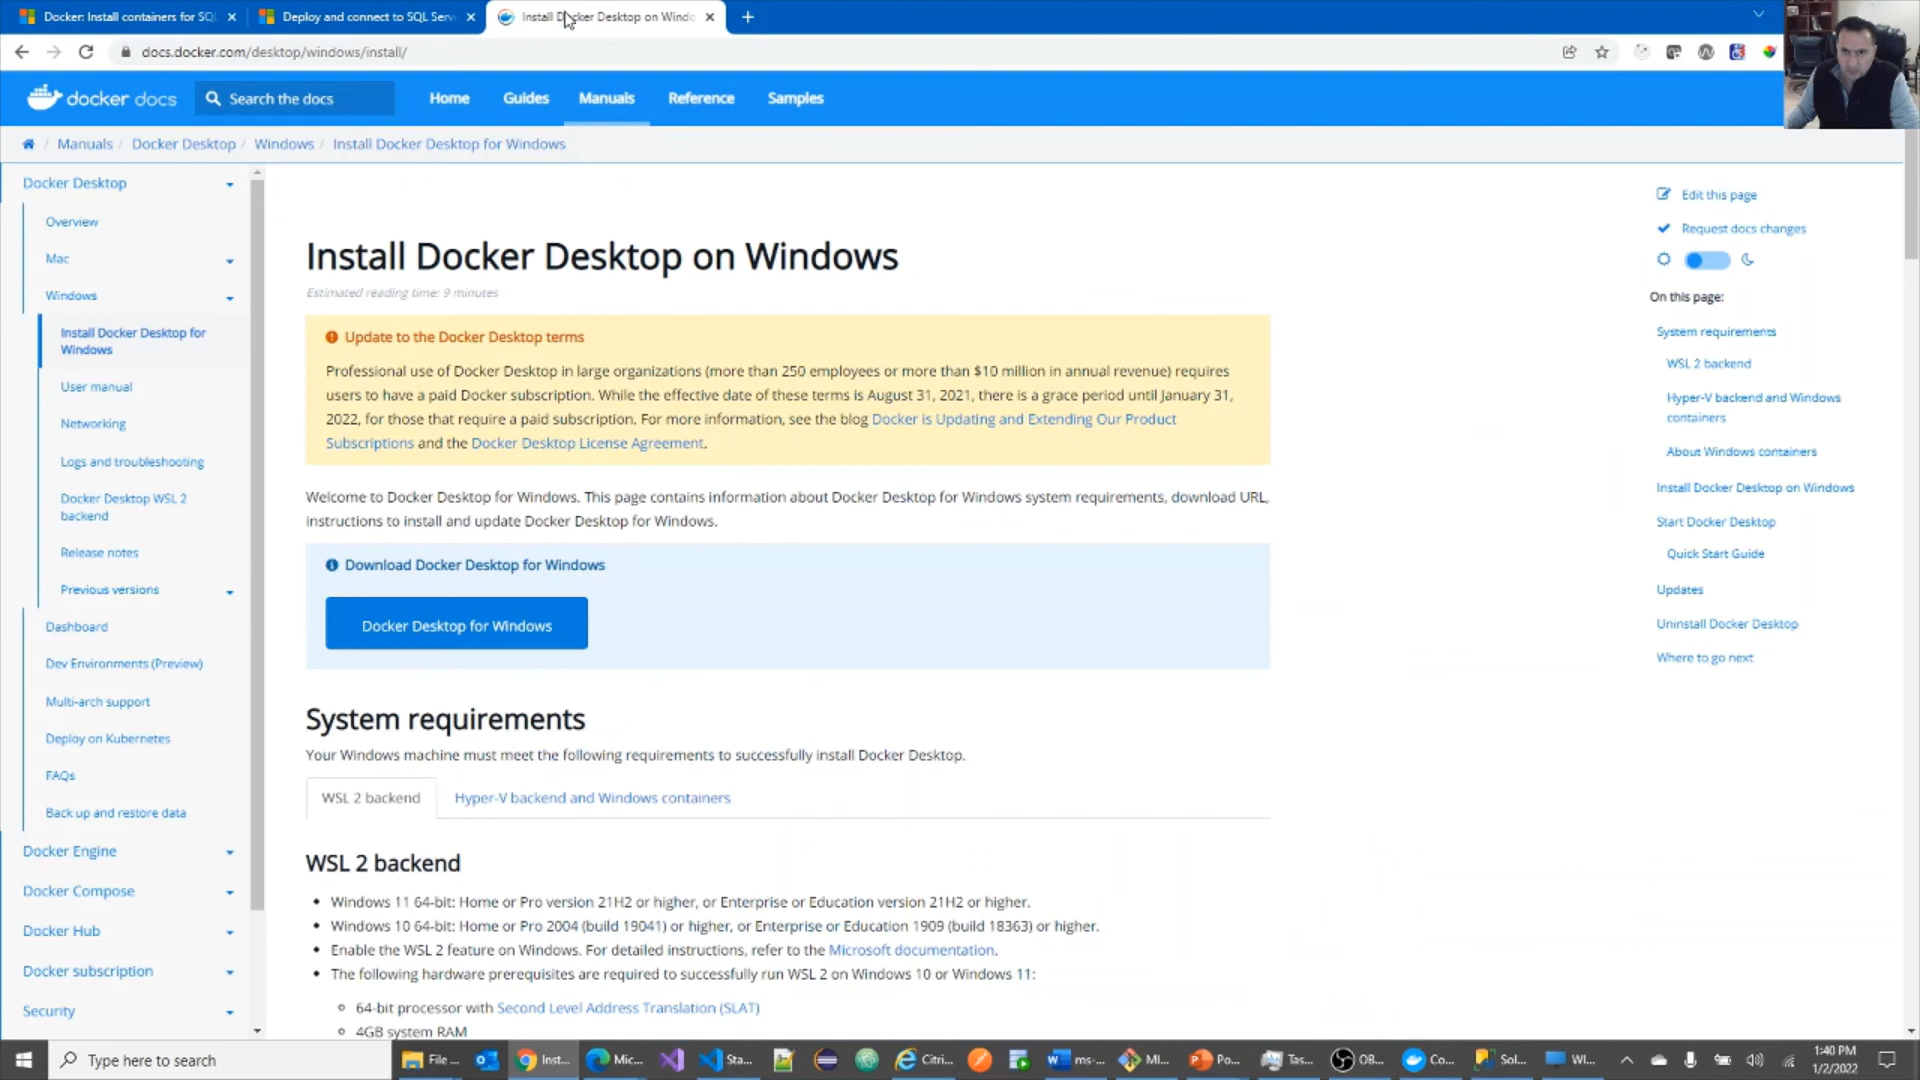 Docker: Install containers for SQL
Deploy and connect to SQL Serv
Install Docker Desktop on Windo
docs.docker.com/desktop/windows/install/
docker docs
Search the docs
Home
Guides
Manuals
Reference
Samples
/ Manuals / Docker Desktop / Windows / Install Docker Desktop for Windows
Docker Desktop
Overview
Mac
Windows
Install Docker Desktop for
Windows
User manual
Networking
Logs and troubleshooting
Docker Desktop WSL 2
backend
Release notes
Previous versions
Dashboard
Dev Environments (Preview)
Multi-arch support
Deploy on Kubernetes
FAQs
Back up and restore data
Docker Engine
Docker Compose
Docker Hub
Docker subscription
Security
Install Docker Desktop on Windows
Estimated reading time: 9 minutes
Update to the Docker Desktop terms
Professional use of Docker Desktop in large organizations (more than 250 employees or more than $10 million in annual revenue) requires
users to have a paid Docker subscription. While the effective date of these terms is August 31, 2021, there is a grace period until January 31,
2022, for those that require a paid subscription. For more information, see the blog Docker is Updating and Extending Our Product
Subscriptions and the Docker Desktop License Agreement.
Welcome to Docker Desktop for Windows. This page contains information about Docker Desktop for Windows system requirements, download URL,
instructions to install and update Docker Desktop for Windows.
Download Docker Desktop for Windows
Docker Desktop for Windows
System requirements
Your Windows machine must meet the following requirements to successfully install Docker Desktop.
WSL 2 backend
Hyper-V backend and Windows containers
WSL 2 backend
• Windows 11 64-bit: Home or Pro version 21H2 or higher, or Enterprise or Education version 21H2 or higher.
• Windows 10 64-bit: Home or Pro 2004 (build 19041) or higher, or Enterprise or Education 1909 (build 18363) or higher.
• Enable the WSL 2 feature on Windows. For detailed instructions, refer to the Microsoft documentation.
• The following hardware prerequisites are required to successfully run WSL 2 on Windows 10 or Windows 11:
64-bit processor with Second Level Address Translation (SLAT)
4GB system RAM
Edit this page
Request docs changes
On this page:
System requirements
WSL 2 backend
Hyper-V backend and Windows
containers
About Windows containers
Install Docker Desktop on Windows
Start Docker Desktop
Quick Start Guide
Updates
Uninstall Docker Desktop
Where to go next
Type here to search
File ...
Inst...
Mic...
Sta...
Citri...
ms-...
MI...
Po...
Tas...
OB...
Co...
Sol...
WI...
1:40 PM
1/2/2022